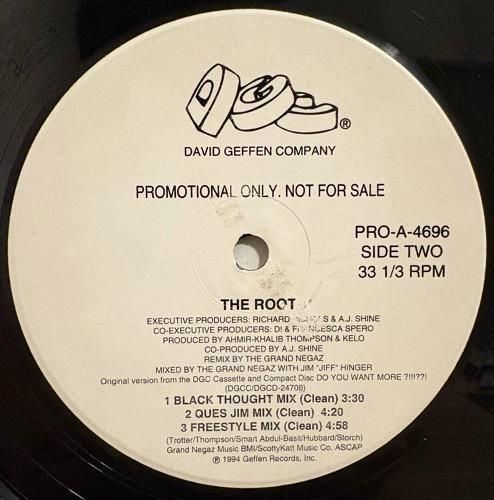 DGC®
DAVID GEFFEN COMPANY
PROMOTIONAL ONLY. NOT FOR SALE
PRO-A-4696
SIDE TWO
33 1/3 RPM
THE ROOT
EXECUTIVE PRODUCERS: RICHARD & A.J. SHINE
CO-EXECUTIVE PRODUCERS: DI & FRANCESCA SPERO
PRODUCED BY AHMIR-KHALIB THOMPSON & KELO
CO-PRODUCED BY A.J. SHINE
REMIX BY THE GRAND NEGAZ
MIXED BY THE GRAND NEGAZ WITH JIM "JIFF" HINGER
Original version from the DGC Cassette and Compact Disc DO YOU WANT MORE ?!!!??!
(DGCC/DGCD-24708)
1 BLACK THOUGHT MIX (Clean) 3:30
2 QUES JIM MIX (Clean) 4:20
3 FREESTYLE MIX (Clean) 4:58
(Trotter/Thompson/Smart Abdul-Basit/Hubbard/Storch)
Grand Negaz Music BMI/ScottyKatt Music Co. ASCAP
℗ 1994 Geffen Records, Inc.